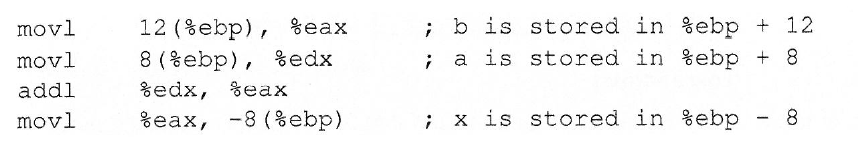 movl 12(%ebp), %eax ; b is stored in %ebp + 12
movl 8(%ebp), %edx ; a is stored in %ebp + 8
addl %edx, %eax
movl %eax, -8(%ebp) ; x is stored in %ebp - 8